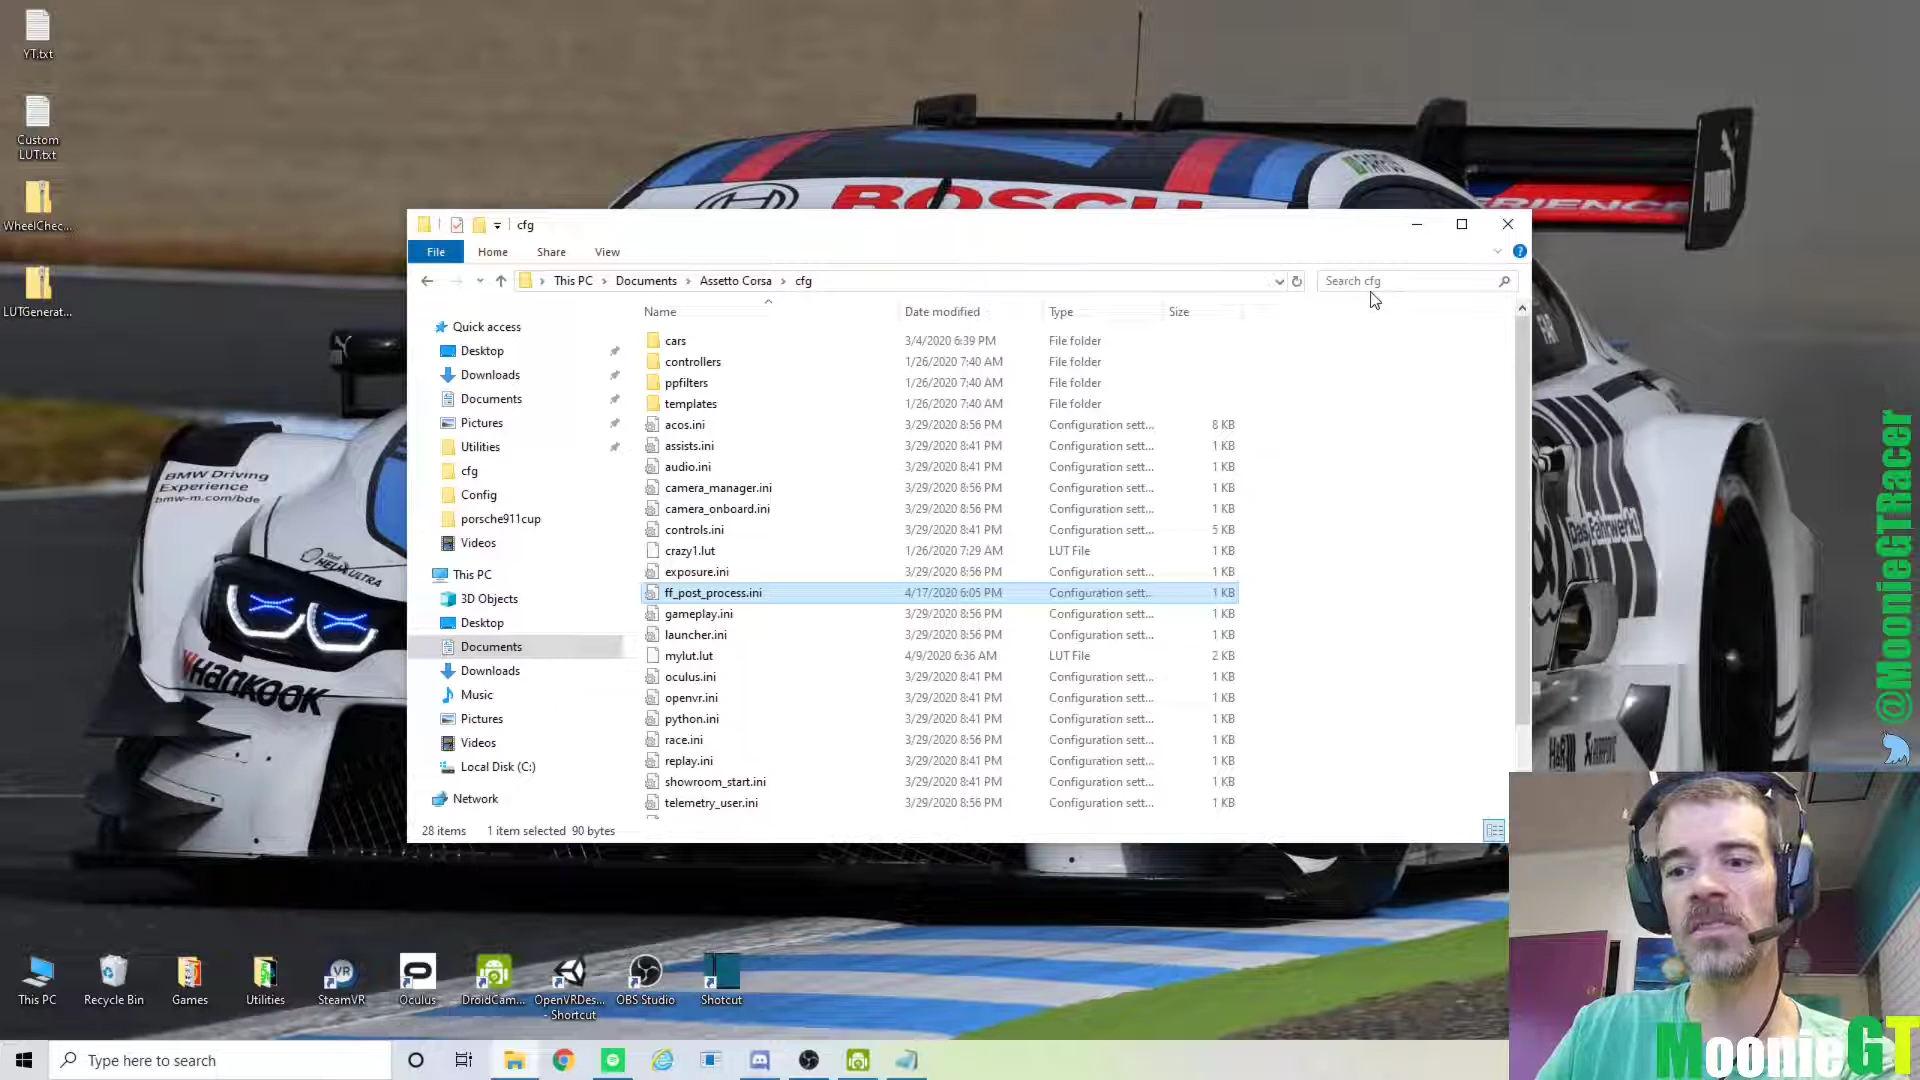 YT.txt
Custom
LUT.txt
WheelChec...
LUTGenerat...
BOSCH
BMW Driving
Experience
bmw-m.com/bde
Shell
HELIX ULTRA
HANKOOK
Das Fahrwerk!
H&R
cfg
File
Home
Share
View
This PC
Documents
Assetto Corsa
cfg
Search cfg
Quick access
Desktop
Downloads
Documents
Pictures
Utilities
cfg
Config
porsche911cup
Videos
This PC
3D Objects
Desktop
Documents
Downloads
Music
Pictures
Videos
Local Disk (C:)
Network
Name Date modified Type Size
cars 3/4/2020 6:39 PM File folder
controllers 1/26/2020 7:40 AM File folder
ppfilters 1/26/2020 7:40 AM File folder
templates 1/26/2020 7:40 AM File folder
acos.ini 3/29/2020 8:56 PM Configuration sett... 8 KB
assists.ini 3/29/2020 8:41 PM Configuration sett... 1 KB
audio.ini 3/29/2020 8:41 PM Configuration sett... 1 KB
camera_manager.ini 3/29/2020 8:56 PM Configuration sett... 1 KB
camera_onboard.ini 3/29/2020 8:56 PM Configuration sett... 1 KB
controls.ini 3/29/2020 8:41 PM Configuration sett... 5 KB
crazy1.lut 1/26/2020 7:29 AM LUT File 1 KB
exposure.ini 3/29/2020 8:56 PM Configuration sett... 1 KB
ff_post_process.ini 4/17/2020 6:05 PM Configuration sett... 1 KB
gameplay.ini 3/29/2020 8:56 PM Configuration sett... 1 KB
launcher.ini 3/29/2020 8:56 PM Configuration sett... 1 KB
mylut.lut 4/9/2020 6:36 AM LUT File 2 KB
oculus.ini 3/29/2020 8:41 PM Configuration sett... 1 KB
openvr.ini 3/29/2020 8:41 PM Configuration sett... 1 KB
python.ini 3/29/2020 8:41 PM Configuration sett... 1 KB
race.ini 3/29/2020 8:56 PM Configuration sett... 1 KB
replay.ini 3/29/2020 8:41 PM Configuration sett... 1 KB
showroom_start.ini 3/29/2020 8:41 PM Configuration sett... 1 KB
telemetry_user.ini 3/29/2020 8:56 PM Configuration sett... 1 KB
28 items 1 item selected 90 bytes
@MoonieGTRacer
MoonieGT
This PC
Recycle Bin
Games
Utilities
SteamVR
Oculus
DroidCam...
OpenVRDes...
- Shortcut
OBS Studio
Shotcut
Type here to search